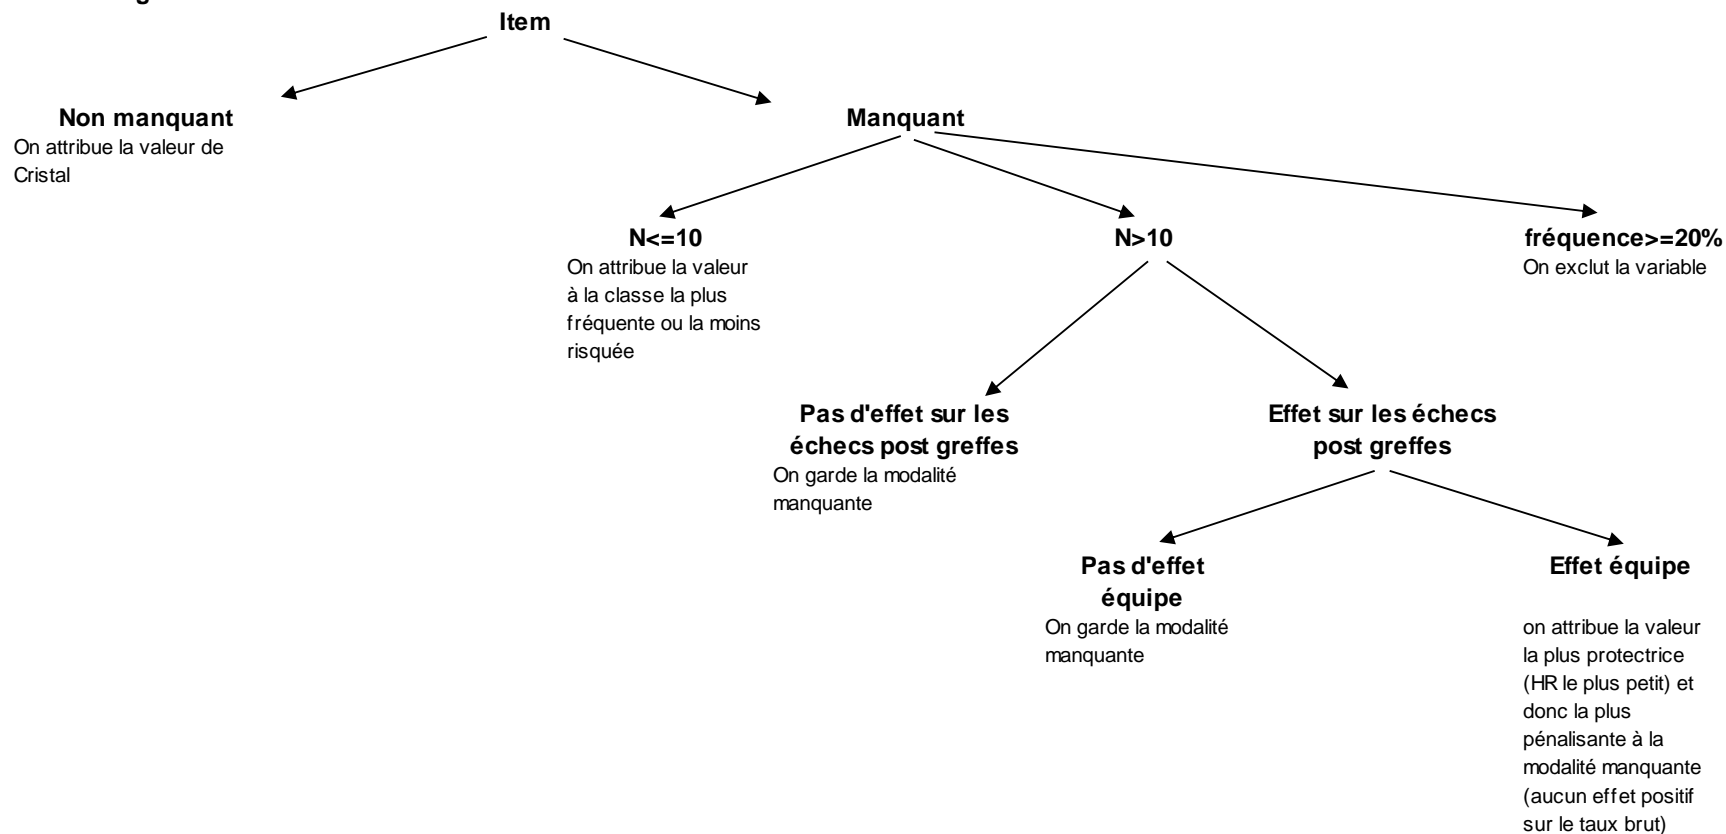 Item
Non manquant
On attribue la valeur de
Cristal
Manquant
N<=10
On attribue la valeur
à la classe la plus
fréquente ou la moins
risquée
N>10
fréquence>=20%
On exclut la variable
Pas d'effet sur les
échecs post greffes
On garde la modalité
manquante
Effet sur les échecs
post greffes
Pas d'effet
équipe
On garde la modalité
manquante
Effet équipe
on attribue la valeur
la plus protectrice
(HR le plus petit) et
donc la plus
pénalisante à la
modalité manquante
(aucun effet positif
sur le taux brut)